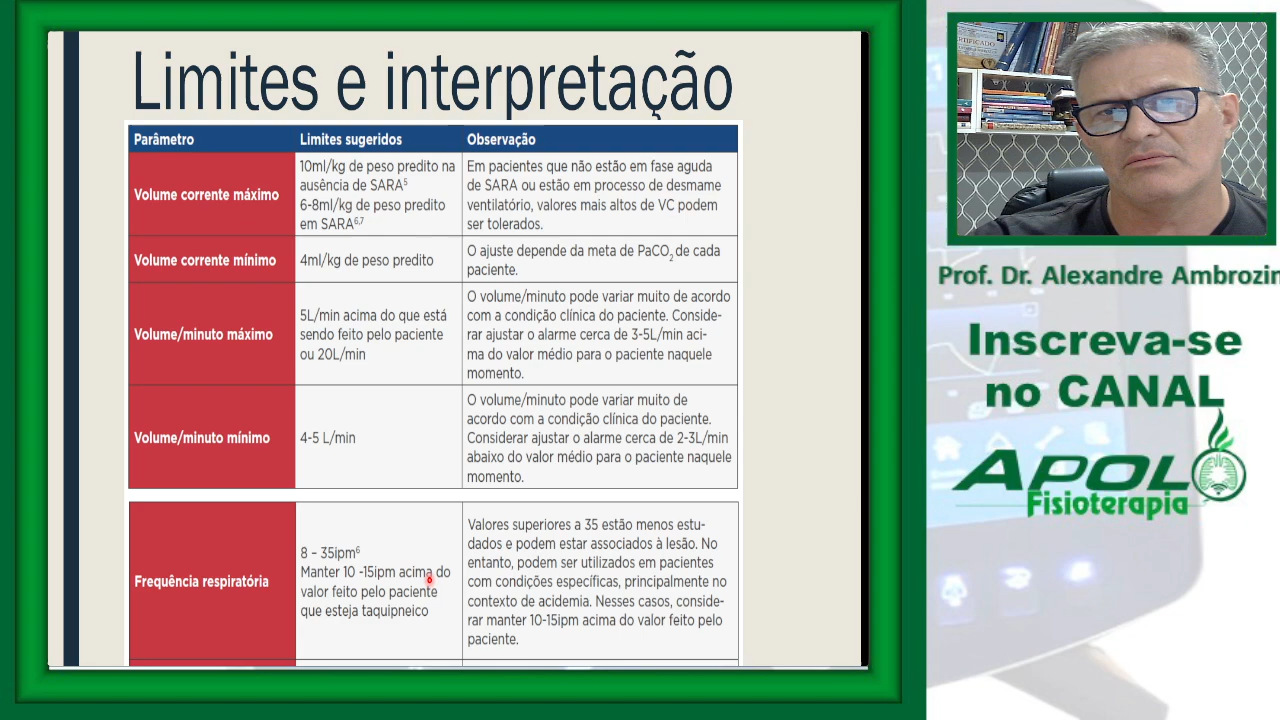 Limites e interpretação
Parâmetro
Limites sugeridos
Observação
Volume corrente máximo
10ml/kg de peso predito na
ausência de SARA⁵
6-8ml/kg de peso predito
em SARA⁶,⁷
Em pacientes que não estão em fase aguda
de SARA ou estão em processo de desmame
ventilatório, valores mais altos de VC podem
ser tolerados.
Volume corrente mínimo
4ml/kg de peso predito
O ajuste depende da meta de PaCO₂ de cada
paciente.
Volume/minuto máximo
5L/min acima do que está
sendo feito pelo paciente
ou 20L/min
O volume/minuto pode variar muito de acordo
com a condição clínica do paciente. Conside-
rar ajustar o alarme cerca de 3-5L/min aci-
ma do valor médio para o paciente naquele
momento.
Volume/minuto mínimo
4-5 L/min
O volume/minuto pode variar muito de
acordo com a condição clínica do paciente.
Considerar ajustar o alarme cerca de 2-3L/min
abaixo do valor médio para o paciente naquele
momento.
Frequência respiratória
8 – 35ipm⁶
Manter 10 -15ipm acima do
valor feito pelo paciente
que esteja taquipneico
Valores superiores a 35 estão menos estu-
dados e podem estar associados à lesão. No
entanto, podem ser utilizados em pacientes
com condições específicas, principalmente no
contexto de acidemia. Nesses casos, conside-
rar manter 10-15ipm acima do valor feito pelo
paciente.
Prof. Dr. Alexandre Ambrozin
Inscreva-se
no CANAL
APOLO
Fisioterapia